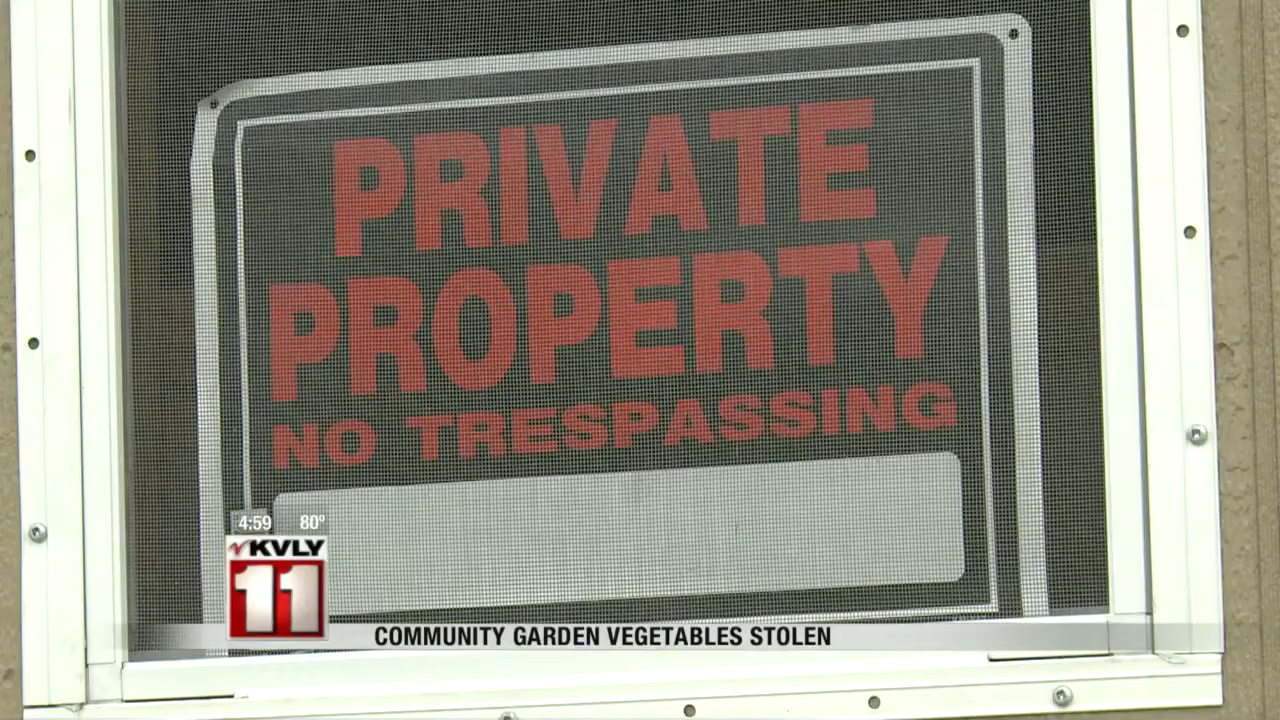 PRIVATE
PROPERTY
NO TRESPASSING
4:59 80°
KVLY
11
COMMUNITY GARDEN VEGETABLES STOLEN